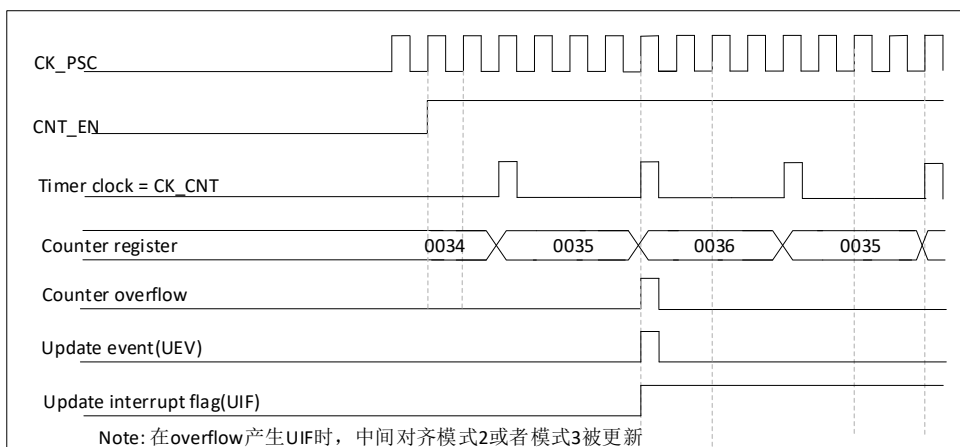 CK_PSC
CNT_EN
Timer clock = CK_CNT
Counter register 0034 0035 0036 0035
Counter overflow
Update event(UEV)
Update interrupt flag(UIF)
Note: 在overflow产生UIF时，中间对齐模式2或者模式3被更新